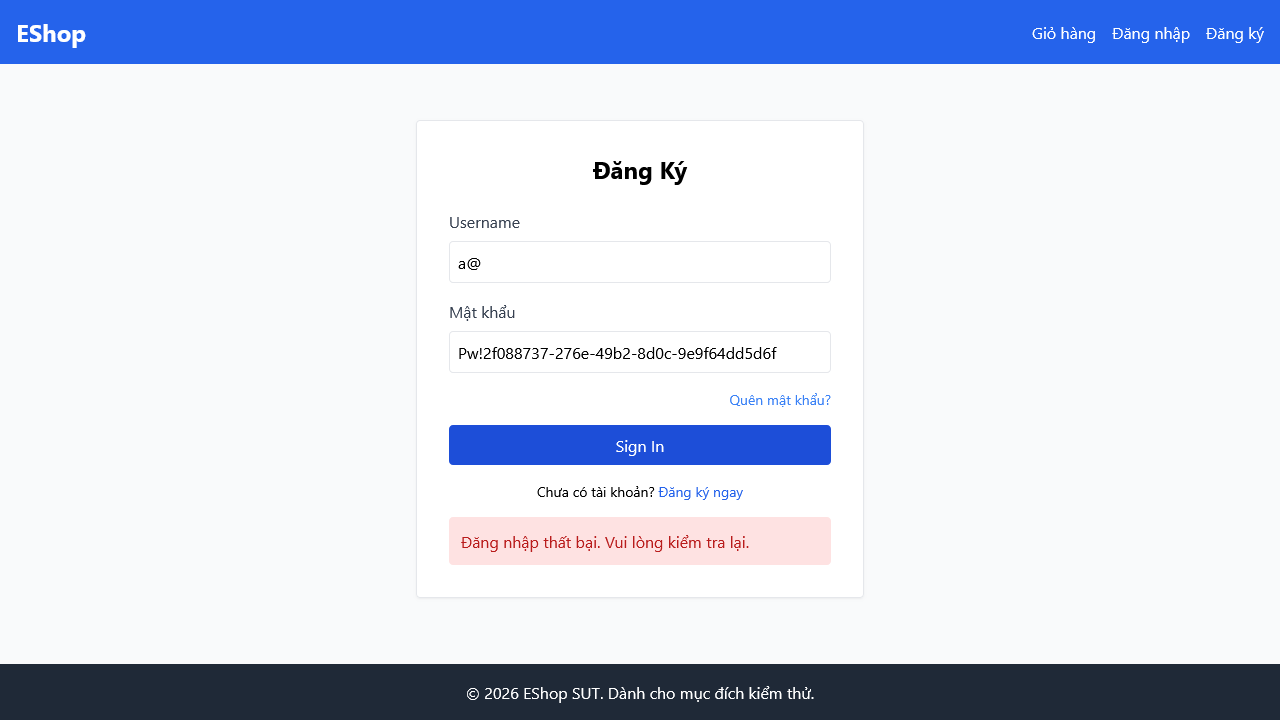 EShop
Giỏ hàng Đăng nhập Đăng ký
Đăng Ký
Username
a@
Mật khẩu
Pw!2f088737-276e-49b2-8d0c-9e9f64dd5d6f
Quên mật khẩu?
Sign In
Chưa có tài khoản? Đăng ký ngay
Đăng nhập thất bại. Vui lòng kiểm tra lại.
© 2026 EShop SUT. Dành cho mục đích kiểm thử.